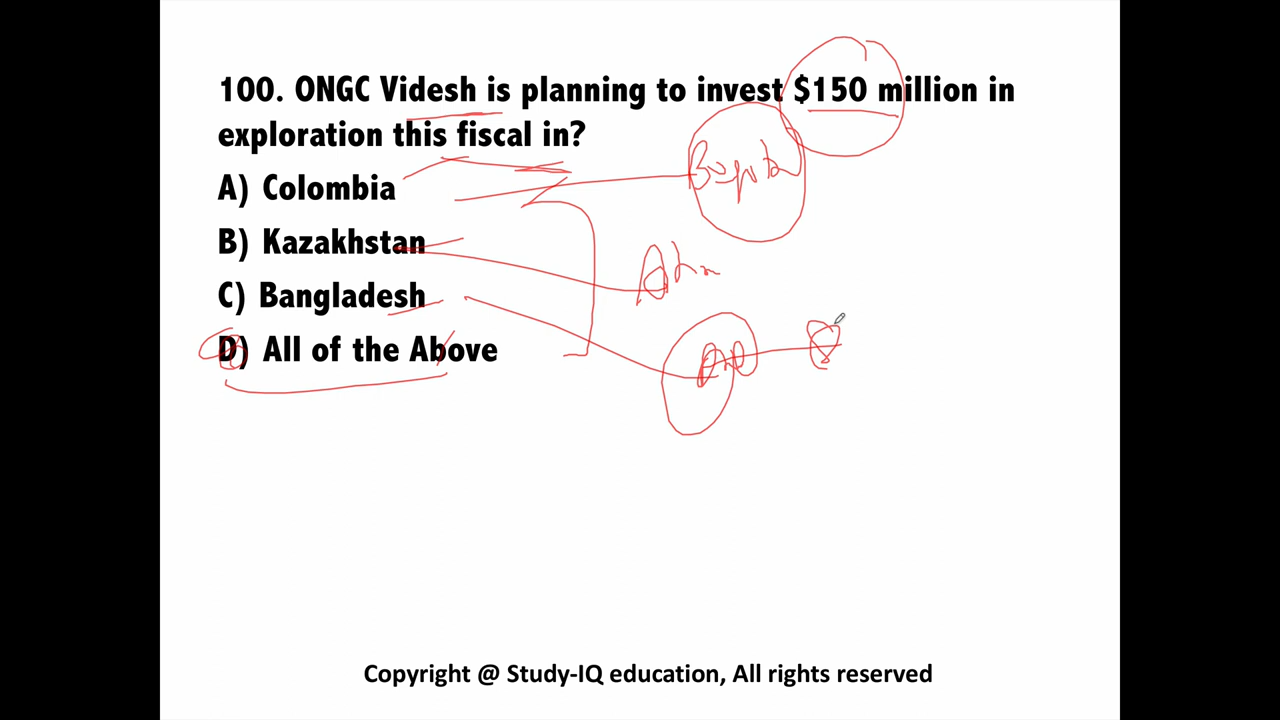 100. ONGC Videsh is planning to invest $150 million in
exploration this fiscal in?
A) Colombia
B) Kazakhstan
C) Bangladesh
D) All of the Above
Copyright @ Study-IQ education, All rights reserved